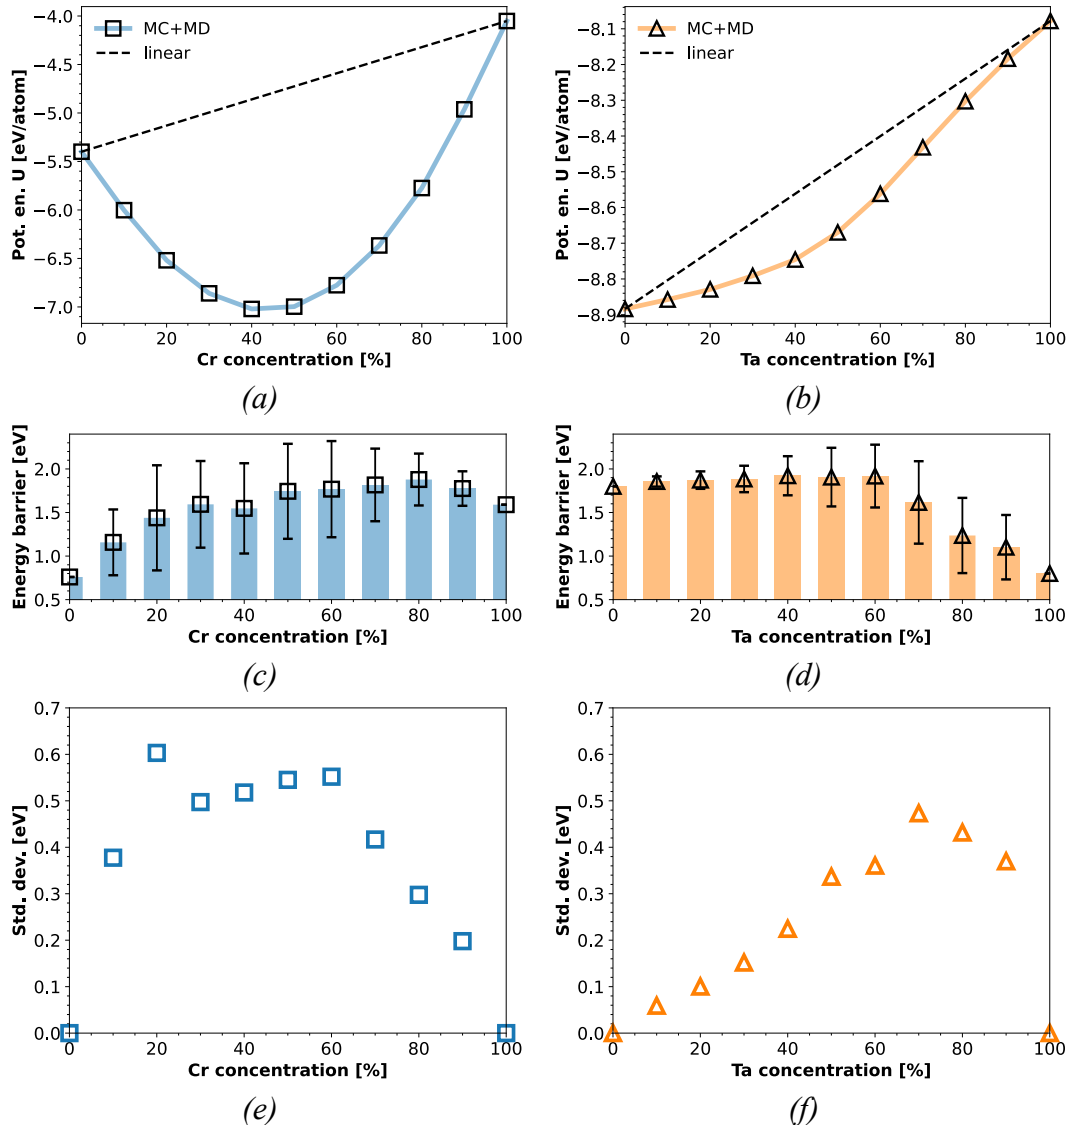 MC+MD
linear
−4.0
−4.5
−5.0
−5.5
−6.0
−6.5
−7.0
Pot. en. U [eV/atom]
0 20 40 60 80 100
Cr concentration [%]
(a)
MC+MD
linear
−8.1
−8.2
−8.3
−8.4
−8.5
−8.6
−8.7
−8.8
−8.9
Pot. en. U [eV/atom]
0 20 40 60 80 100
Ta concentration [%]
(b)
2.0
1.5
1.0
0.5
Energy barrier [eV]
0 20 40 60 80 100
Cr concentration [%]
(c)
2.0
1.5
1.0
0.5
Energy barrier [eV]
0 20 40 60 80 100
Ta concentration [%]
(d)
0.7
0.6
0.5
0.4
0.3
0.2
0.1
0.0
Std. dev. [eV]
0 20 40 60 80 100
Cr concentration [%]
(e)
0.7
0.6
0.5
0.4
0.3
0.2
0.1
0.0
Std. dev. [eV]
0 20 40 60 80 100
Ta concentration [%]
(f)